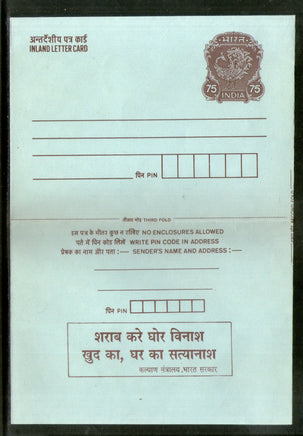 अन्तर्देशीय पत्र कार्ड
INLAND LETTER CARD
भारत
75 75
INDIA
पिन PIN
तीसरा मोड़ THIRD FOLD
इस पत्र के भीतर कुछ न रखिए NO ENCLOSURES ALLOWED
पते में पिन कोड लिखें WRITE PIN CODE IN ADDRESS
प्रेषक का नाम और पता :— SENDER'S NAME AND ADDRESS :—
पिन PIN
शराब करे घोर विनाश
खुद का, घर का सत्यानाश
कल्याण मंत्रालय, भारत सरकार